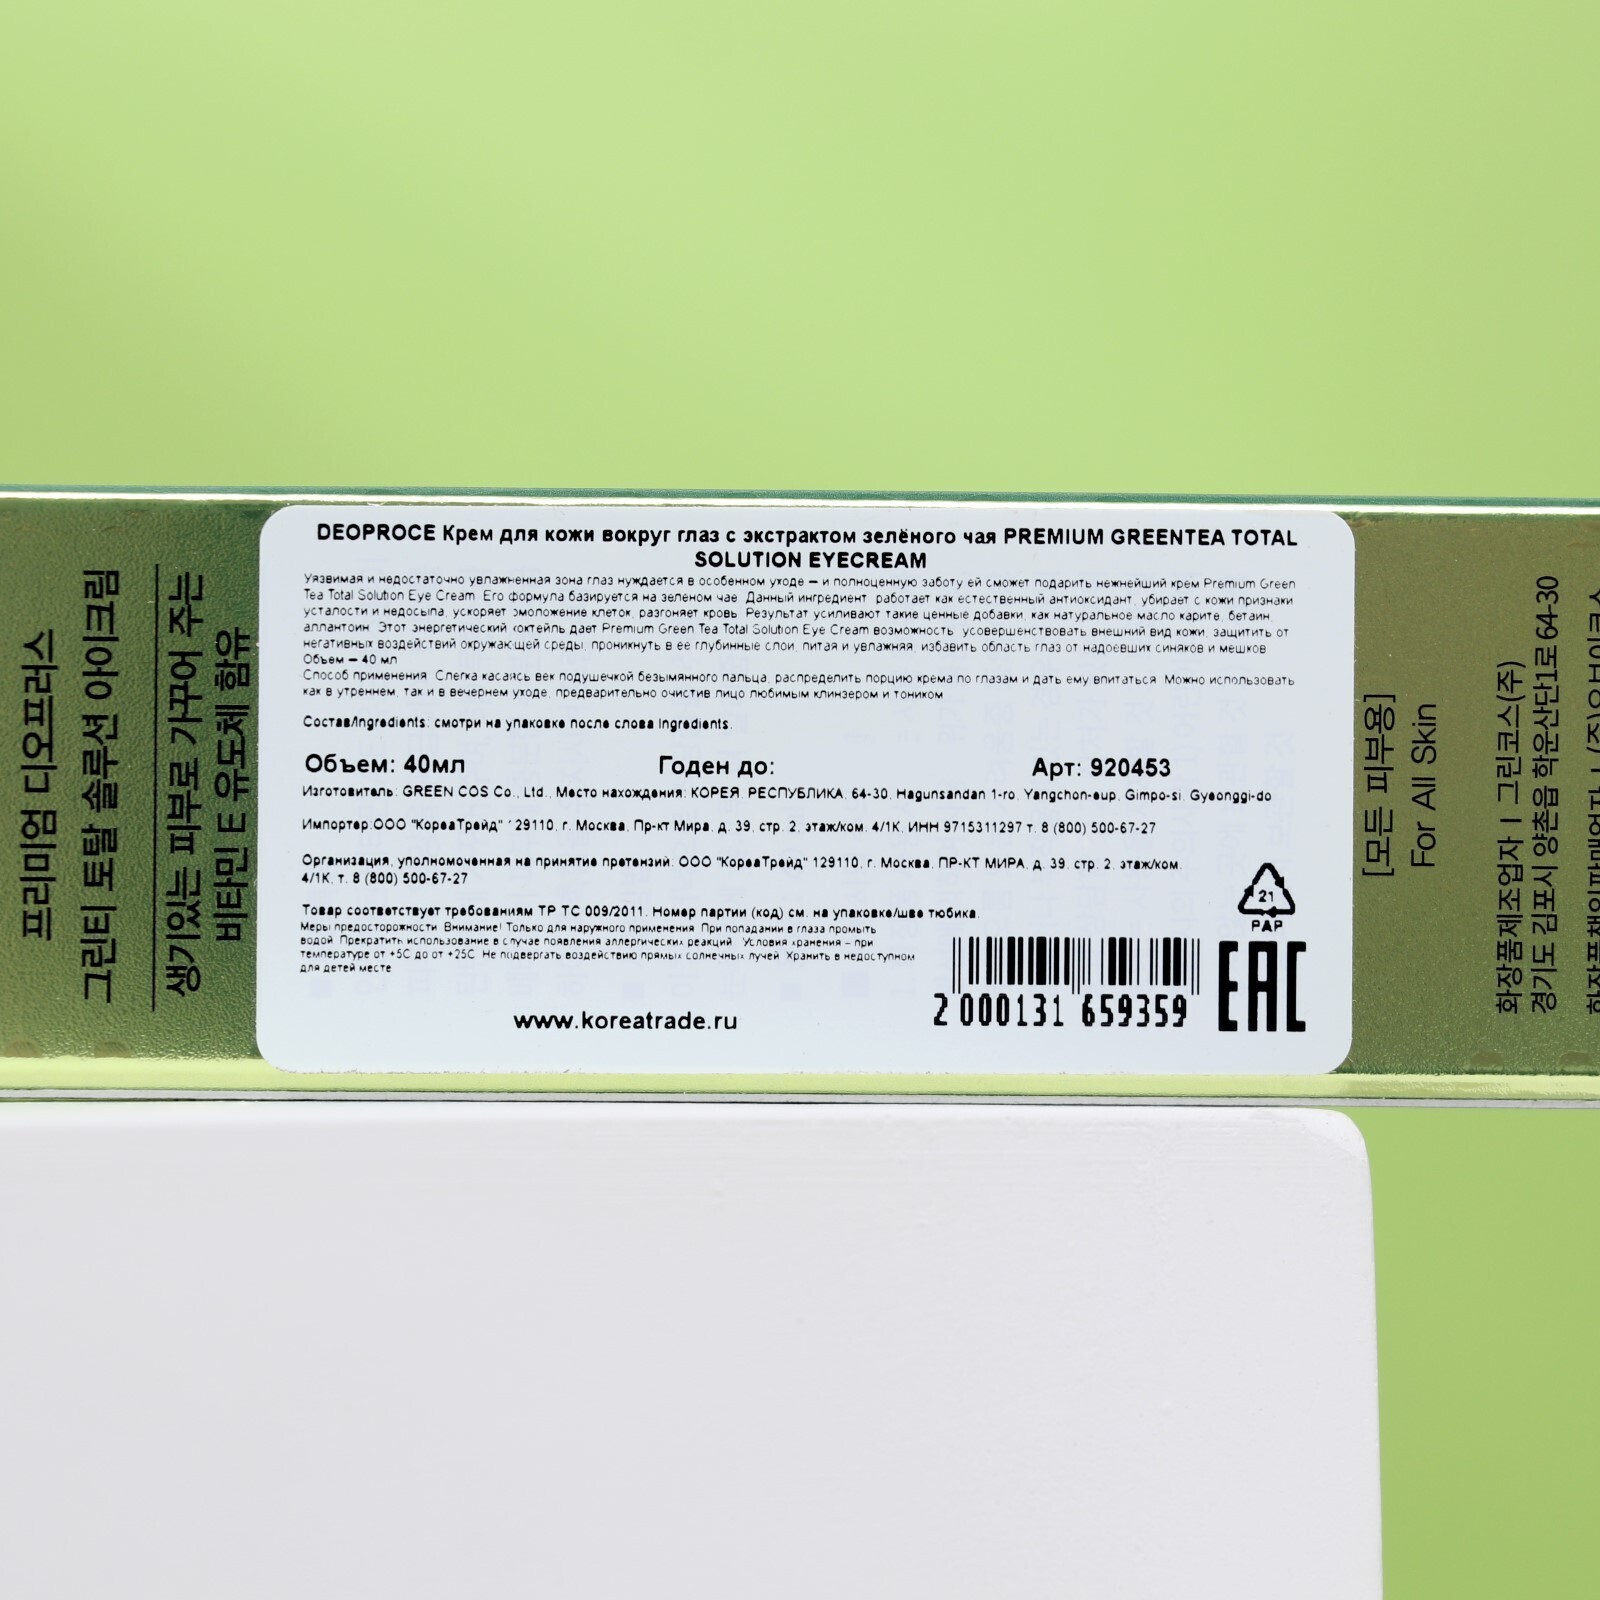 프리미엄 디오프러스
그린티 토탈 솔루션 아이크림
생기있는 피부로 가꾸어 주는
비타민 E 유도체 함유
DEOPROCE Крем для кожи вокруг глаз с экстрактом зелёного чая PREMIUM GREENTEA TOTAL
SOLUTION EYECREAM
Уязвимая и недостаточно увлажненная зона глаз нуждается в особенном уходе – и полноценную заботу ей сможет подарить нежнейший крем Premium Green
Tea Total Solution Eye Cream. Его формула базируется на зеленом чае. Данный ингредиент работает как естественный антиоксидант, убирает с кожи признаки
усталости и недосыпа, ускоряет омоложение клеток, разгоняет кровь. Результат усиливают такие ценные добавки, как натуральное масло карите, бетаин,
аллантоин. Этот энергетический коктейль дает Premium Green Tea Total Solution Eye Cream возможность усовершенствовать внешний вид кожи, защитить от
негативных воздействий окружающей среды, проникнуть в ее глубинные слои, питая и увлажняя, избавить область глаз от надоевших синяков и мешков
Объем – 40 мл
Способ применения. Слегка касаясь век подушечкой безымянного пальца, распределить порцию крема по глазам и дать ему впитаться. Можно использовать
как в утреннем, так и в вечернем уходе, предварительно очистив лицо любимым клинзером и тоником
Состав/Ingredients: смотри на упаковке после слова Ingredients.
Объем: 40мл Годен до: Арт: 920453
Изготовитель: GREEN COS Co., Ltd., Место нахождения: КОРЕЯ, РЕСПУБЛИКА, 64-30, Hagunsandan 1-ro, Yangchon-eup, Gimpo-si, Gyeonggi-do
Импортер:ООО "КореаТрейд" 129110, г. Москва, Пр-кт Мира, д. 39, стр. 2, этаж/ком. 4/1К, ИНН 9715311297 т. 8 (800) 500-67-27
Организация, уполномоченная на принятие претензий: ООО "КореаТрейд" 129110, г. Москва, ПР-КТ МИРА, д. 39, стр. 2, этаж/ком.
4/1К, т. 8 (800) 500-67-27
Товар соответствует требованиям ТР ТС 009/2011. Номер партии (код) см. на упаковке/шве тюбика.
Меры предосторожности: Внимание! Только для наружного применения. При попадании в глаза промыть
водой. Прекратить использование в случае появления аллергических реакций. Условия хранения – при
температуре от +5С до от +25С. Не подвергать воздействию прямых солнечных лучей. Хранить в недоступном
для детей месте
www.koreatrade.ru
21
PAP
2 000131 659359
EAC
[모든 피부용]
For All Skin
화장품제조업자 | 그린코스(주)
경기도 김포시 양촌읍 학운산단1로 64-30